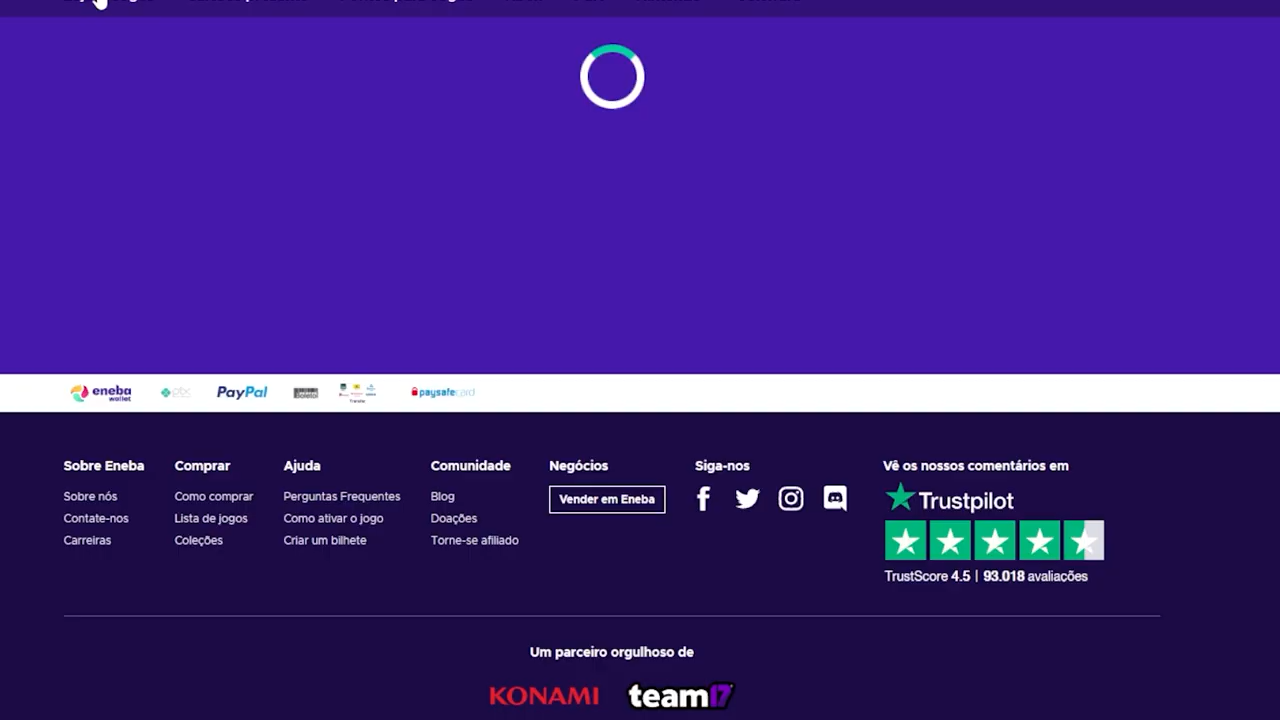 eneba
wallet
PayPal
paysafecard
Sobre Eneba
Sobre nós
Contate-nos
Carreiras
Comprar
Como comprar
Lista de jogos
Coleções
Ajuda
Perguntas Frequentes
Como ativar o jogo
Criar um bilhete
Comunidade
Blog
Doações
Torne-se afiliado
Negócios
Vender em Eneba
Siga-nos
Vê os nossos comentários em
Trustpilot
TrustScore 4.5 | 93.018 avaliações
Um parceiro orgulhoso de
KONAMI
team17